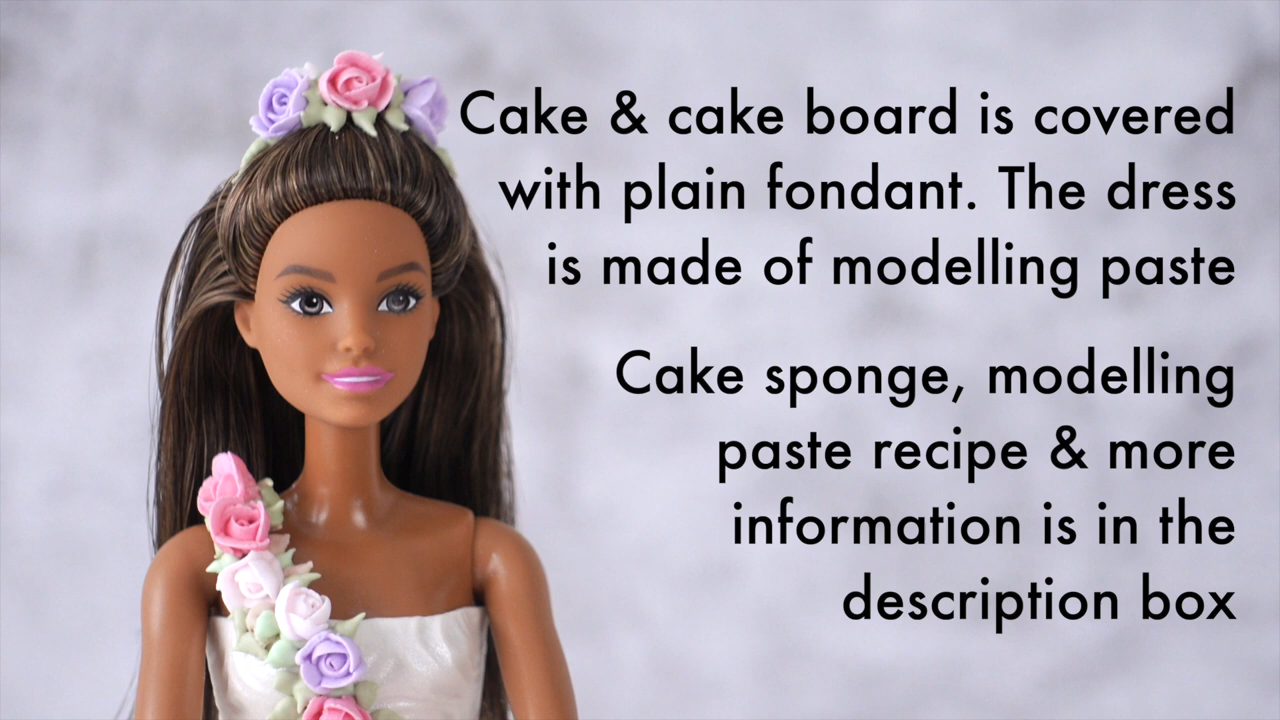 Cake & cake board is covered
with plain fondant. The dress
is made of modelling paste
Cake sponge, modelling
paste recipe & more
information is in the
description box